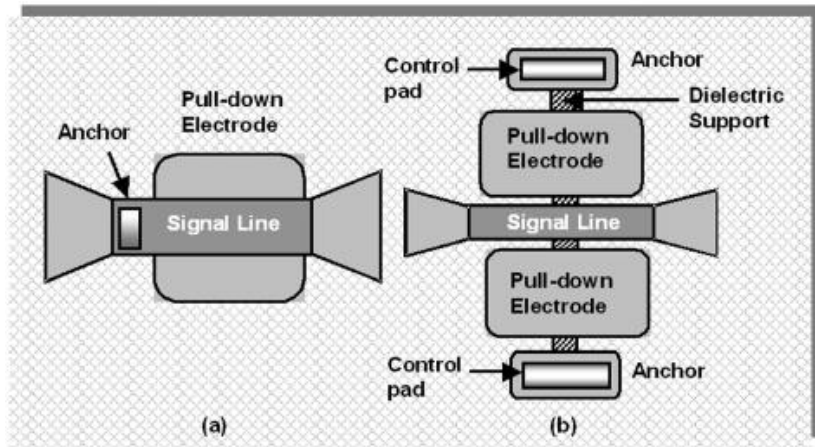 Pull-down
Electrode
Anchor
Signal Line
(a)
Control
pad
Anchor
Dielectric
Support
Pull-down
Electrode
Signal Line
Pull-down
Electrode
Control
pad
Anchor
(b)